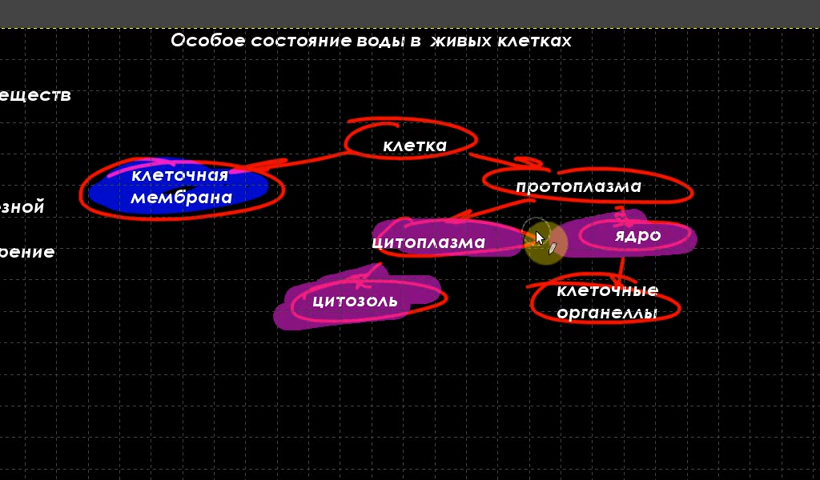 Особое состояние воды в живых клетках
еществ
клетка
клеточная
мембрана
протоплазма
зной
цитоплазма
ядро
рение
клеточные
органеллы
цитозоль